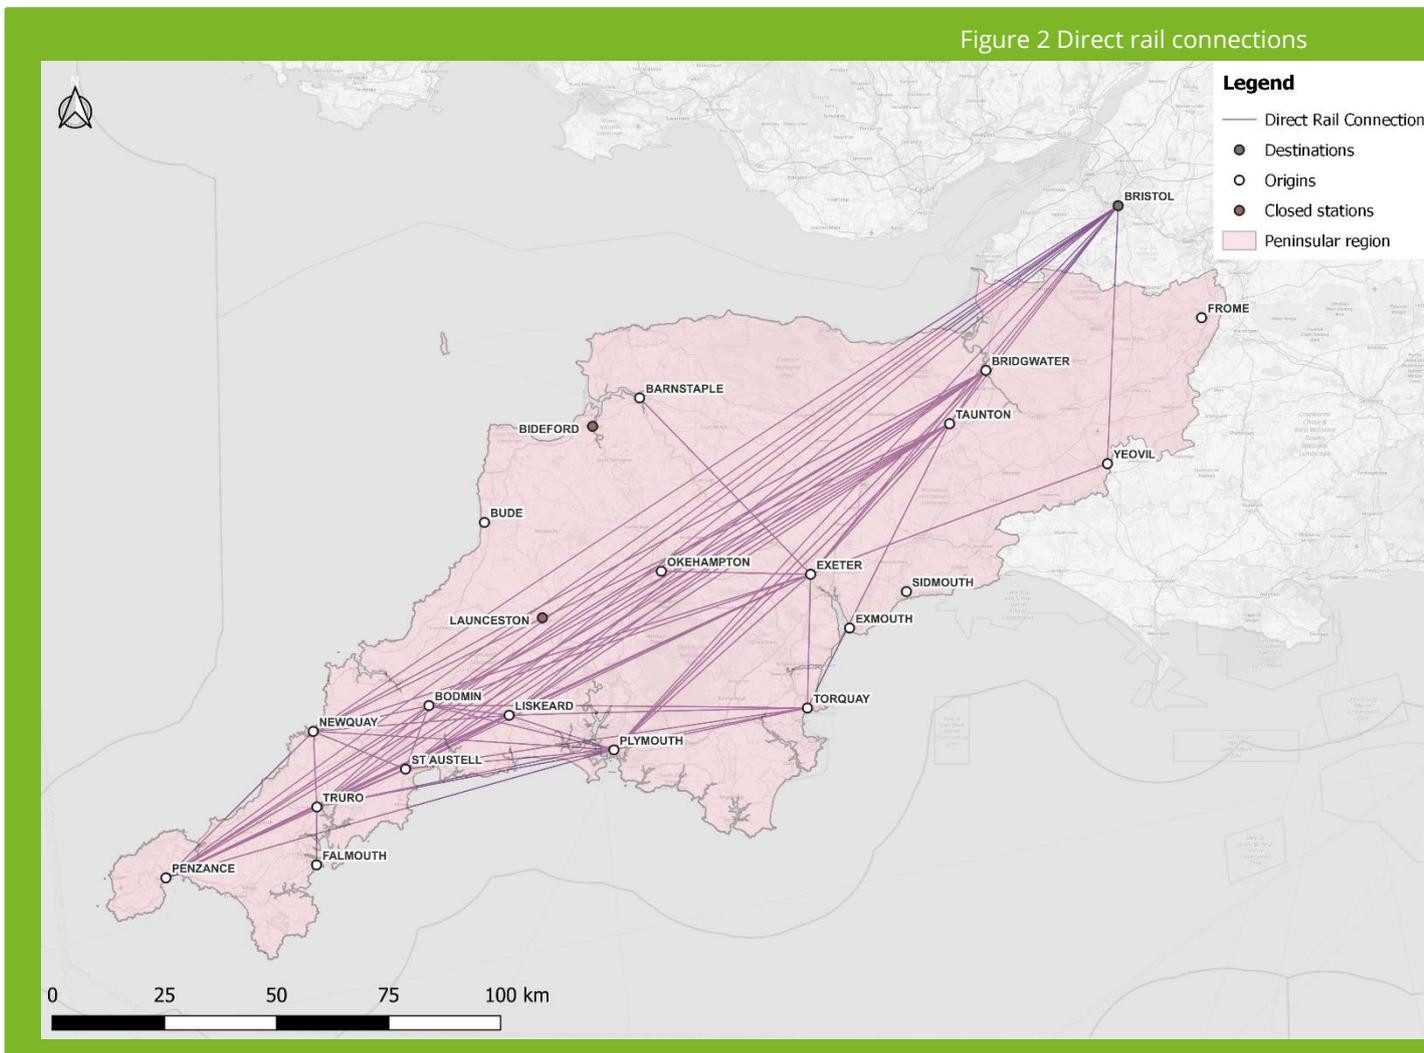 Figure 2 Direct rail connections
N
Legend
Direct Rail Connection
Destinations
Origins
Closed stations
Peninsular region
BRISTOL
FROME
BRIDGWATER
BARNSTAPLE
TAUNTON
BIDEFORD
YEOVIL
BUDE
OKEHAMPTON
EXETER
SIDMOUTH
LAUNCESTON
EXMOUTH
BODMIN
TORQUAY
LISKEARD
NEWQUAY
PLYMOUTH
ST AUSTELL
TRURO
FALMOUTH
PENZANCE
0 25 50 75 100 km